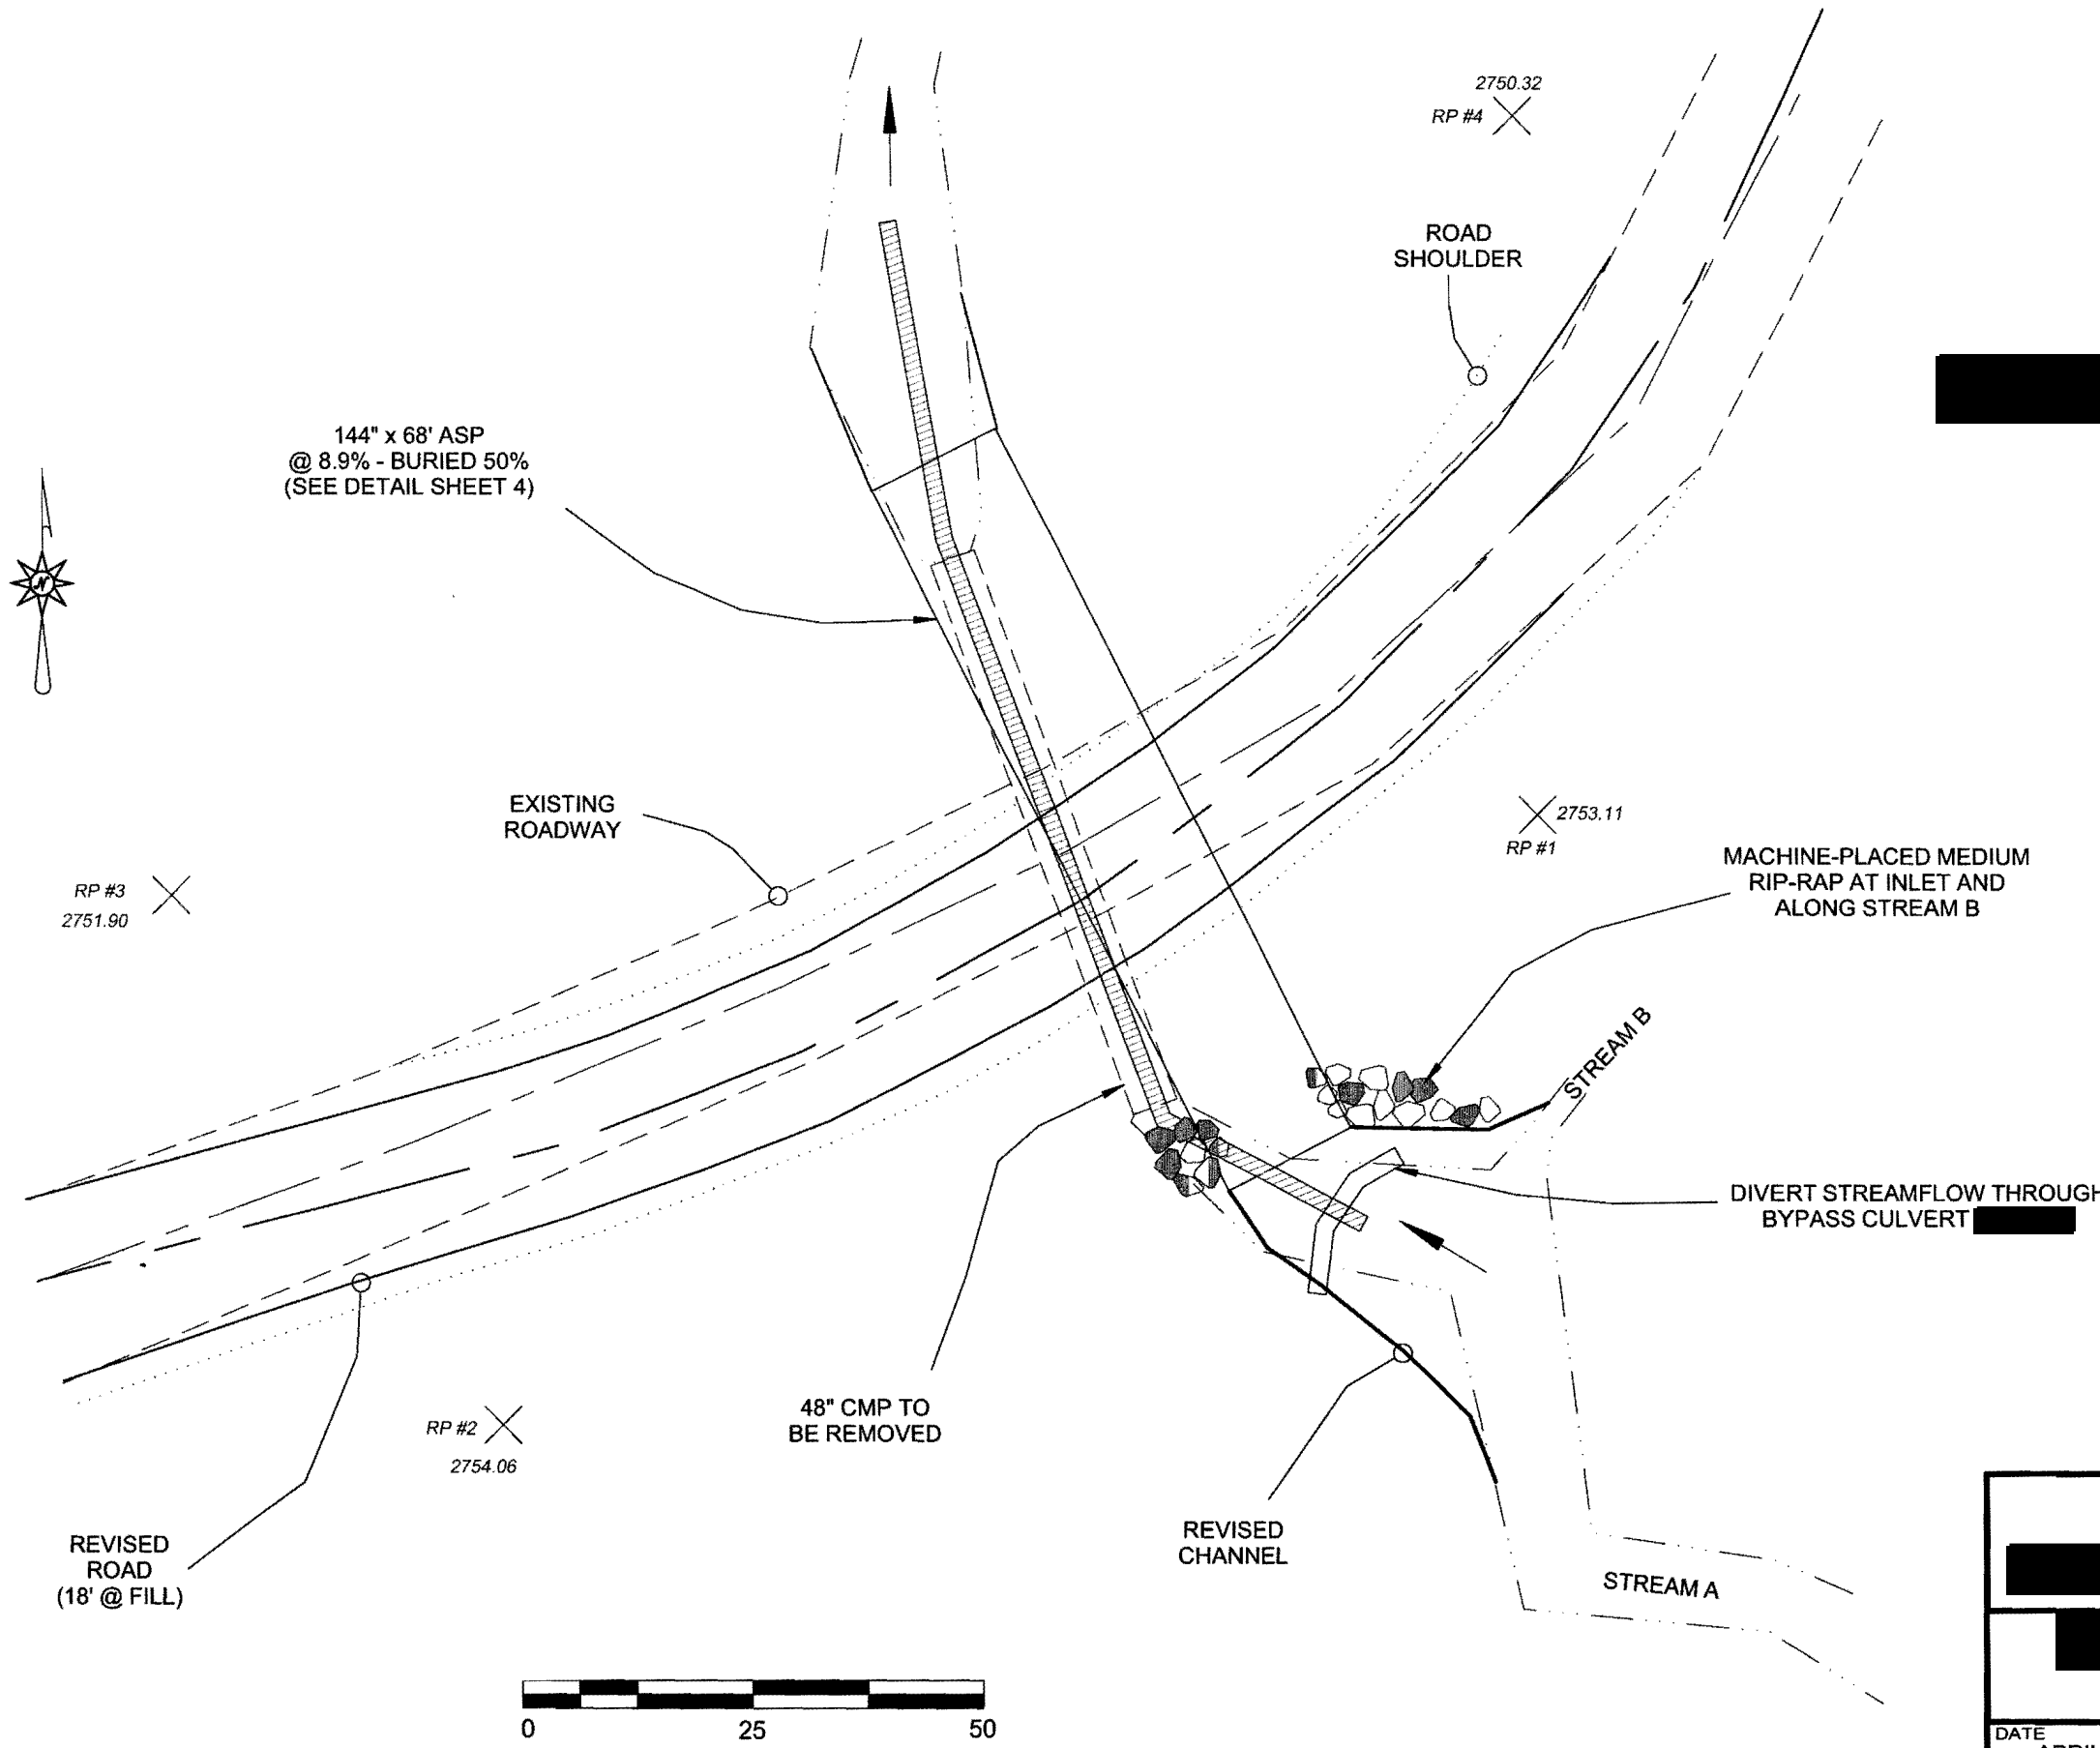 2750.32
RP #4
ROAD
SHOULDER
144" x 68' ASP
@ 8.9% - BURIED 50%
(SEE DETAIL SHEET 4)
N
EXISTING
ROADWAY
2753.11
RP #1
MACHINE-PLACED MEDIUM
RIP-RAP AT INLET AND
ALONG STREAM B
RP #3
2751.90
STREAM B
DIVERT STREAMFLOW THROUGH
BYPASS CULVERT
48" CMP TO
BE REMOVED
RP #2
2754.06
REVISED
CHANNEL
REVISED
ROAD
(18' @ FILL)
STREAM A
0 25 50
DATE